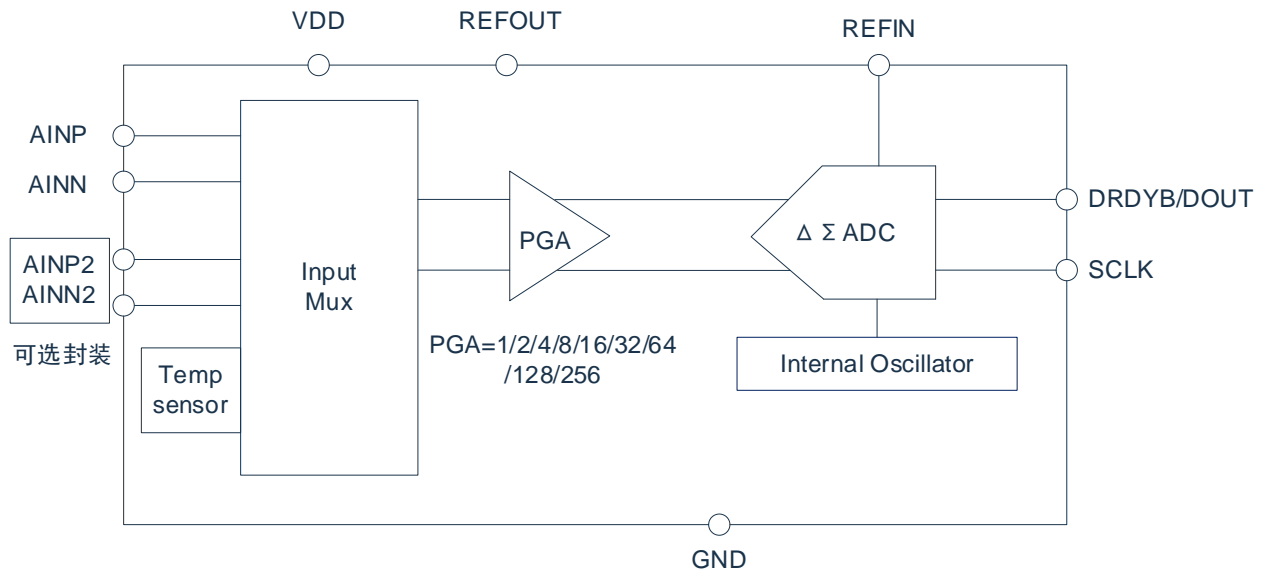 VDD
REFOUT
REFIN
AINP
AINN
AINP2
AINN2
可选封装
Temp
sensor
Input
Mux
PGA
PGA=1/2/4/8/16/32/64
/128/256
Δ Σ ADC
Internal Oscillator
DRDYB/DOUT
SCLK
GND